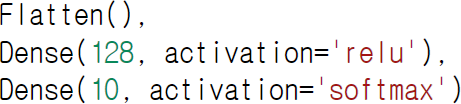 Flatten(),
Dense(128, activation='relu'),
Dense(10, activation='softmax')